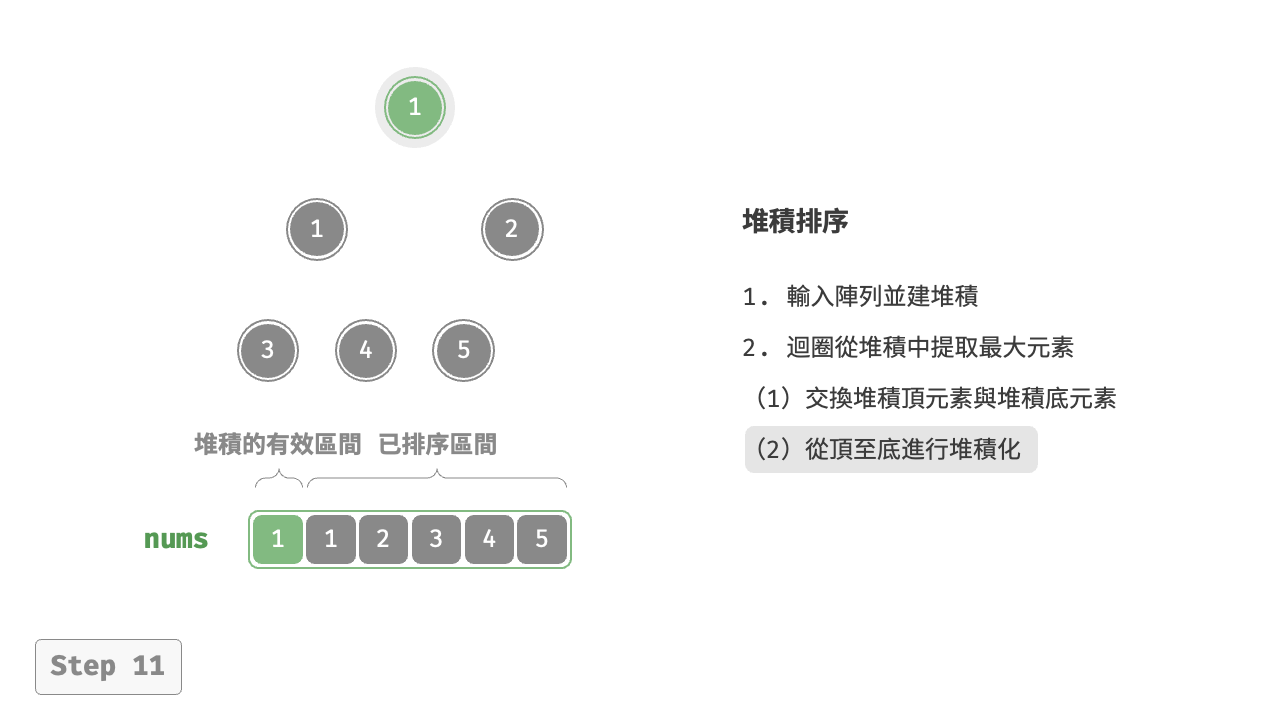 1
1 2
3 4 5
堆積的有效區間 已排序區間
nums 1 1 2 3 4 5
Step 11
堆積排序
1. 輸入陣列並建堆積
2. 迴圈從堆積中提取最大元素
（1）交換堆積頂元素與堆積底元素
（2）從頂至底進行堆積化